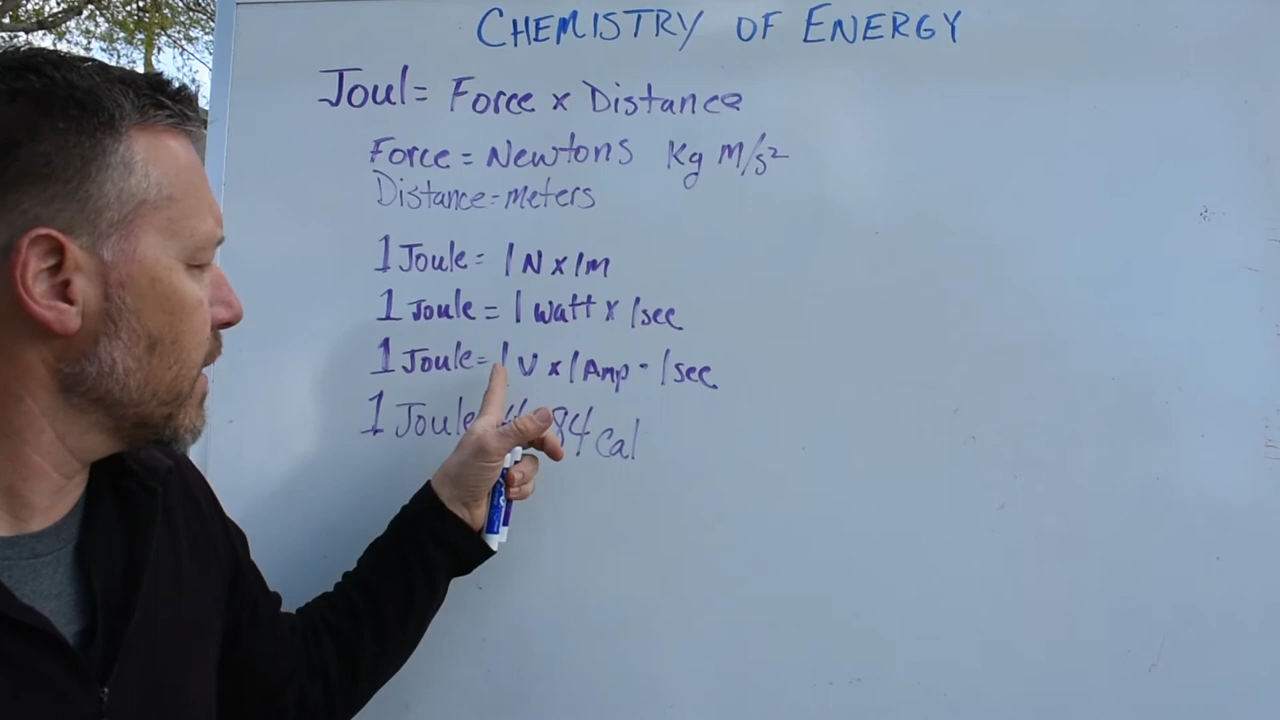 CHEMISTRY OF ENERGY
Joul= Force x Distance
Force = Newtons Kg M/s²
Distance=meters
1 Joule= 1 N x 1 M
1 Joule = 1 Watt x 1 sec
1 Joule= 1 V x 1 Amp · 1 sec
1 Joule 84 Cal